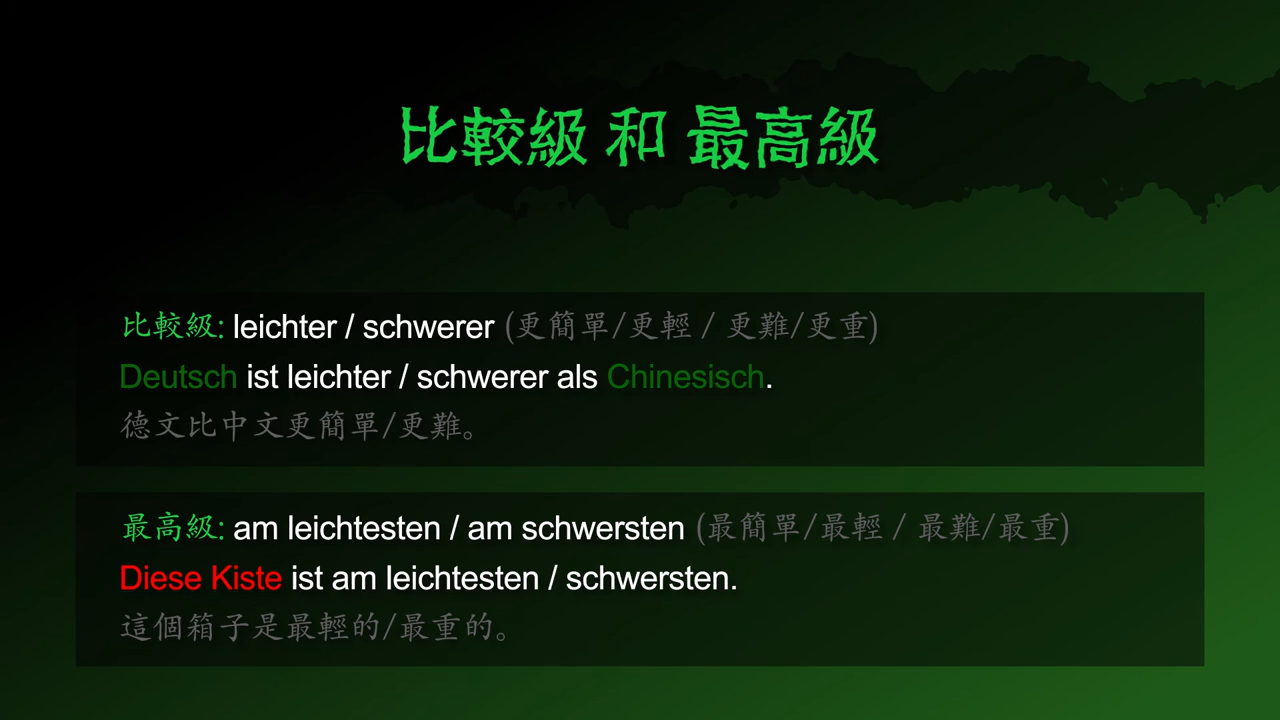 比較級 和 最高級
比較級: leichter / schwerer (更簡單/更輕 / 更難/更重)
Deutsch ist leichter / schwerer als Chinesisch.
德文比中文更簡單/更難。
最高級: am leichtesten / am schwersten (最簡單/最輕 / 最難/最重)
Diese Kiste ist am leichtesten / schwersten.
這個箱子是最輕的/最重的。